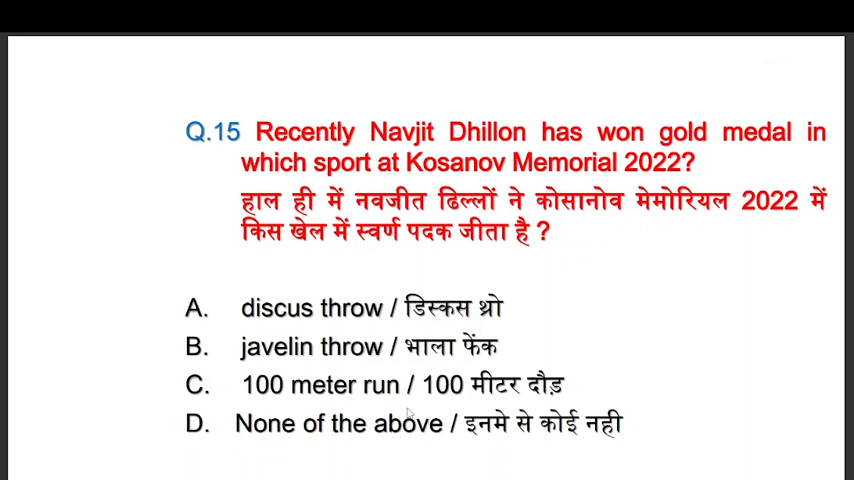 Q.15 Recently Navjit Dhillon has won gold medal in
which sport at Kosanov Memorial 2022?
हाल ही में नवजीत ढिल्लों ने कोसानोव मेमोरियल 2022 में
किस खेल में स्वर्ण पदक जीता है ?
A. discus throw / डिस्कस थ्रो
B. javelin throw / भाला फेंक
C. 100 meter run / 100 मीटर दौड़
D. None of the above / इनमे से कोई नही